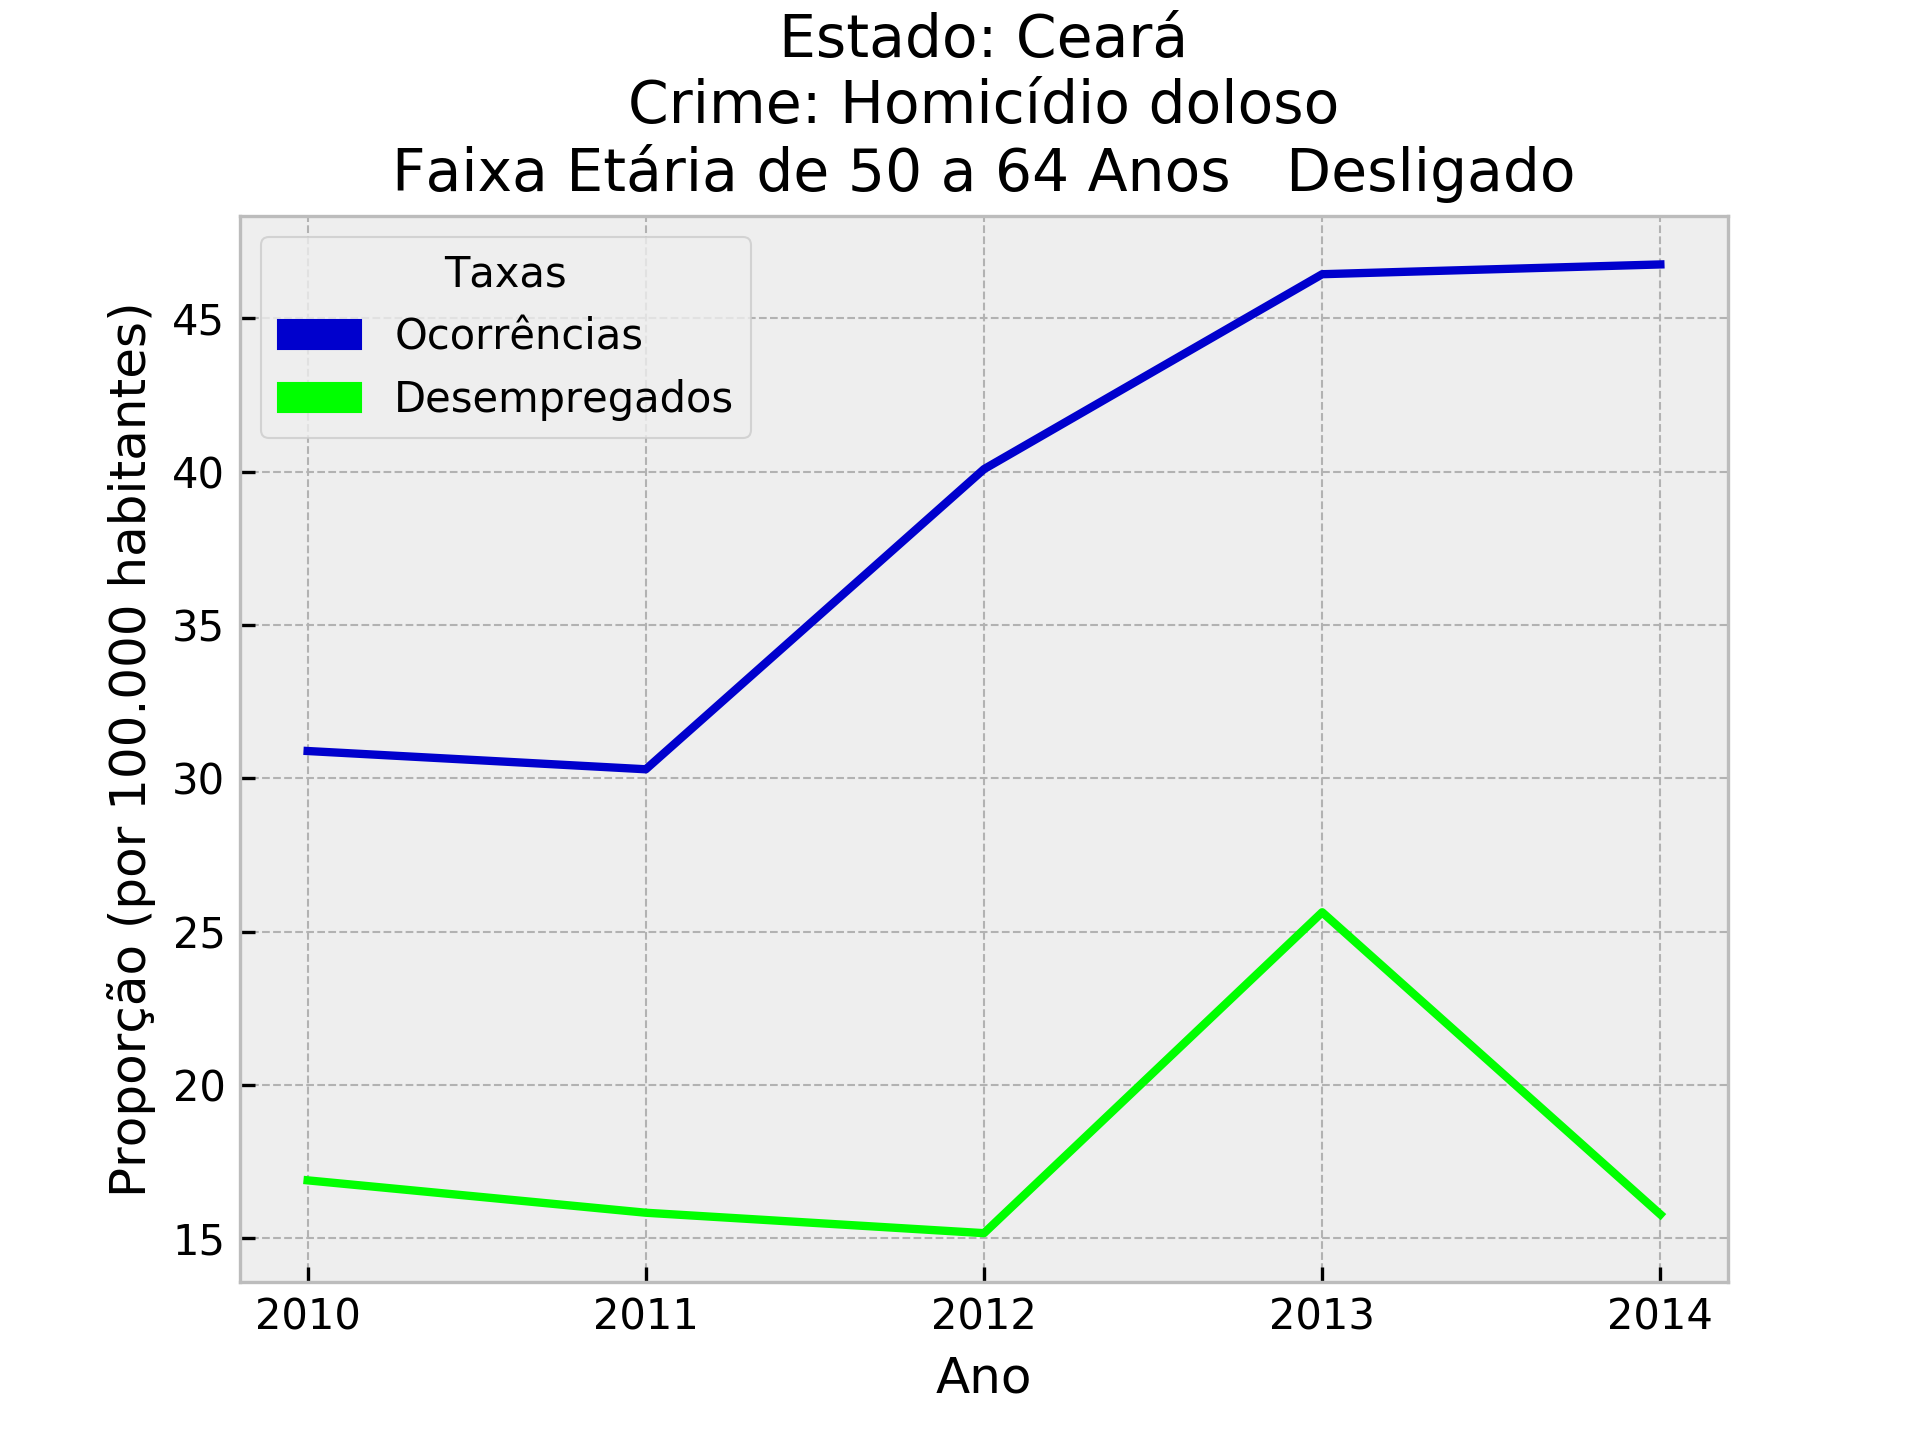 Estado: Ceará
Crime: Homicídio doloso
Faixa Etária de 50 a 64 Anos   Desligado
Taxas
Ocorrências
Desempregados
Proporção (por 100.000 habitantes)
45
40
35
30
25
20
15
2010 2011 2012 2013 2014
Ano